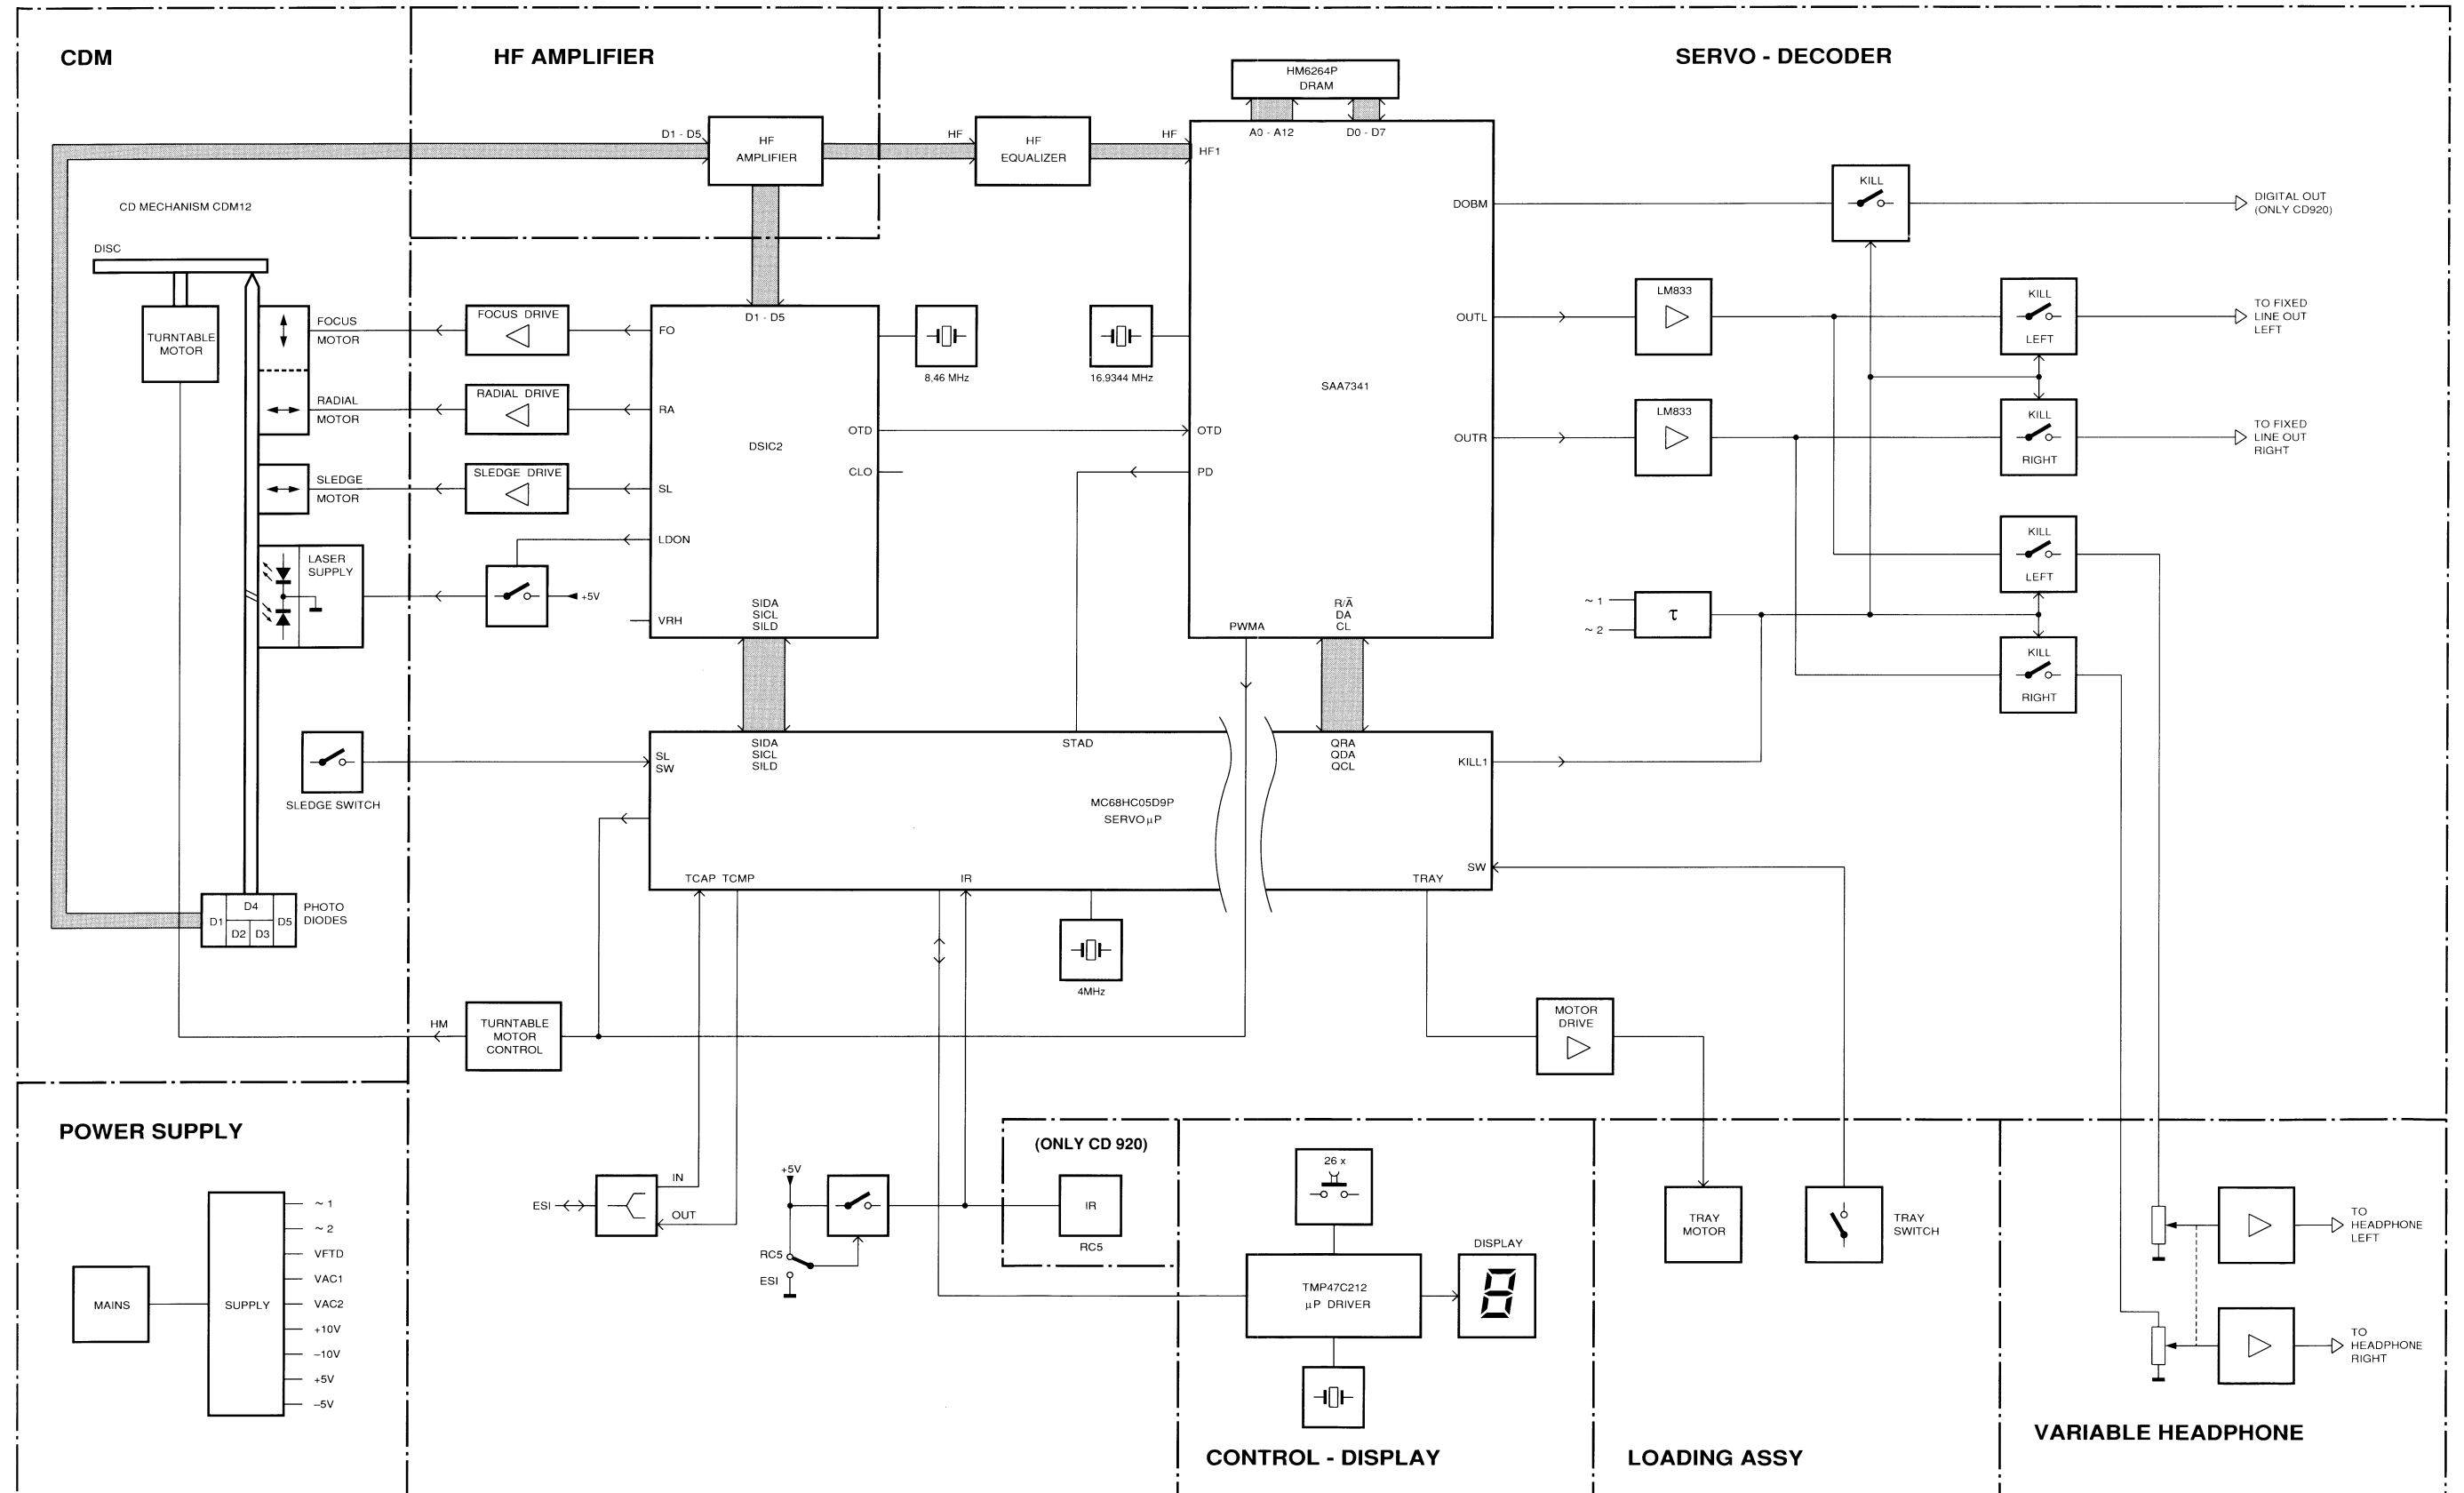 CDM
HF AMPLIFIER
SERVO - DECODER
HM6264P
DRAM
A0 - A12
D0 - D7
D1 - D5
HF
AMPLIFIER
HF
HF
EQUALIZER
HF
HF1
CD MECHANISM CDM12
DISC
TURNTABLE
MOTOR
FOCUS
MOTOR
RADIAL
MOTOR
SLEDGE
MOTOR
LASER
SUPPLY
FOCUS DRIVE
RADIAL DRIVE
SLEDGE DRIVE
+5V
D1 - D5
FO
RA
SL
LDON
VRH
DSIC2
OTD
CLO
SIDA
SICL
SILD
8,46 MHz
16,9344 MHz
SAA7341
OTD
PD
DOBM
OUTL
OUTR
PWMA
R/A̅
DA
CL
KILL
DIGITAL OUT
(ONLY CD920)
LM833
KILL
LEFT
TO FIXED
LINE OUT
LEFT
LM833
KILL
RIGHT
TO FIXED
LINE OUT
RIGHT
KILL
LEFT
~ 1
~ 2
τ
KILL
RIGHT
SLEDGE SWITCH
SL
SW
SIDA
SICL
SILD
STAD
QRA
QDA
QCL
KILL1
MC68HC05D9P
SERVO µP
SW
TCAP TCMP
IR
TRAY
4MHz
D1
D4
D2
D3
D5
PHOTO
DIODES
HM
TURNTABLE
MOTOR
CONTROL
MOTOR
DRIVE
POWER SUPPLY
MAINS
SUPPLY
~ 1
~ 2
VFTD
VAC1
VAC2
+10V
–10V
+5V
–5V
ESI
IN
OUT
+5V
RC5
ESI
(ONLY CD 920)
IR
RC5
26 x
TMP47C212
µP DRIVER
DISPLAY
8
CONTROL - DISPLAY
TRAY
MOTOR
TRAY
SWITCH
LOADING ASSY
TO
HEADPHONE
LEFT
TO
HEADPHONE
RIGHT
VARIABLE HEADPHONE